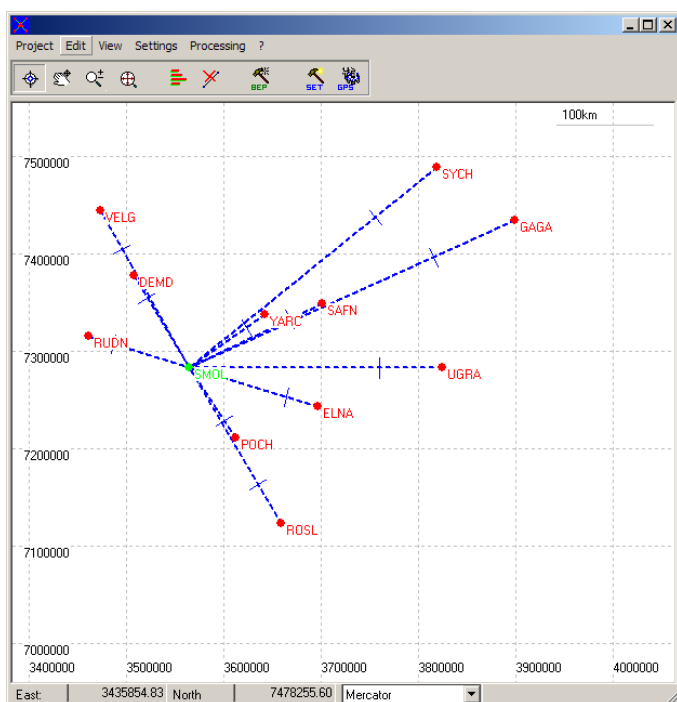 Project Edit View Settings Processing ?
BEP SET GPS
100km
7500000
SYCH
VELG
GAGA
7400000
DEMD
SAFN
YARC
RUDN
7300000
SMOL
UGRA
ELNA
POCH
7200000
ROSL
7100000
7000000
3400000 3500000 3600000 3700000 3800000 3900000 4000000
East: 3435854.83 North 7478255.60 Mercator